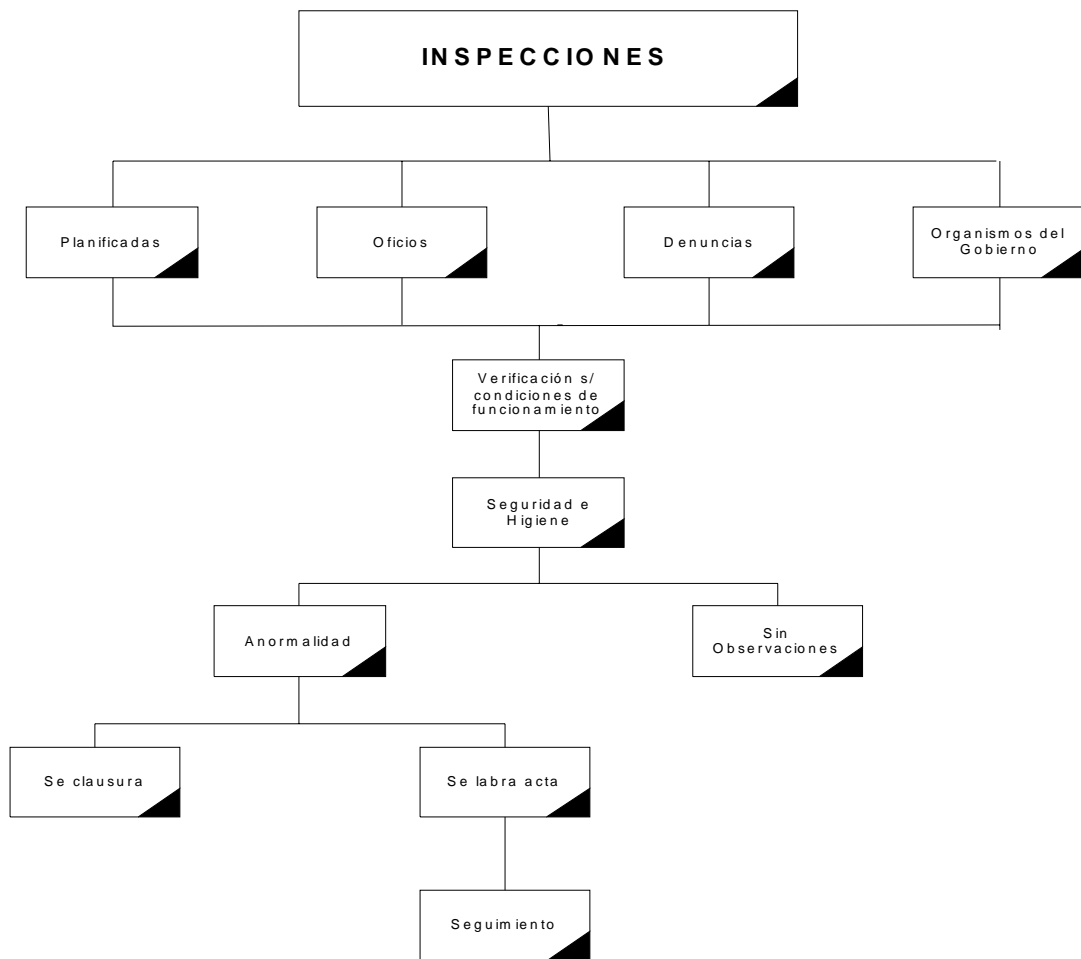 INSPECCIONES
Planificadas
Oficios
Denuncias
Organismos del
Gobierno
Verificación s/
condiciones de
funcionamiento
Seguridad e
Higiene
Anormalidad
Sin
Observaciones
Se clausura
Se labra acta
Seguimiento